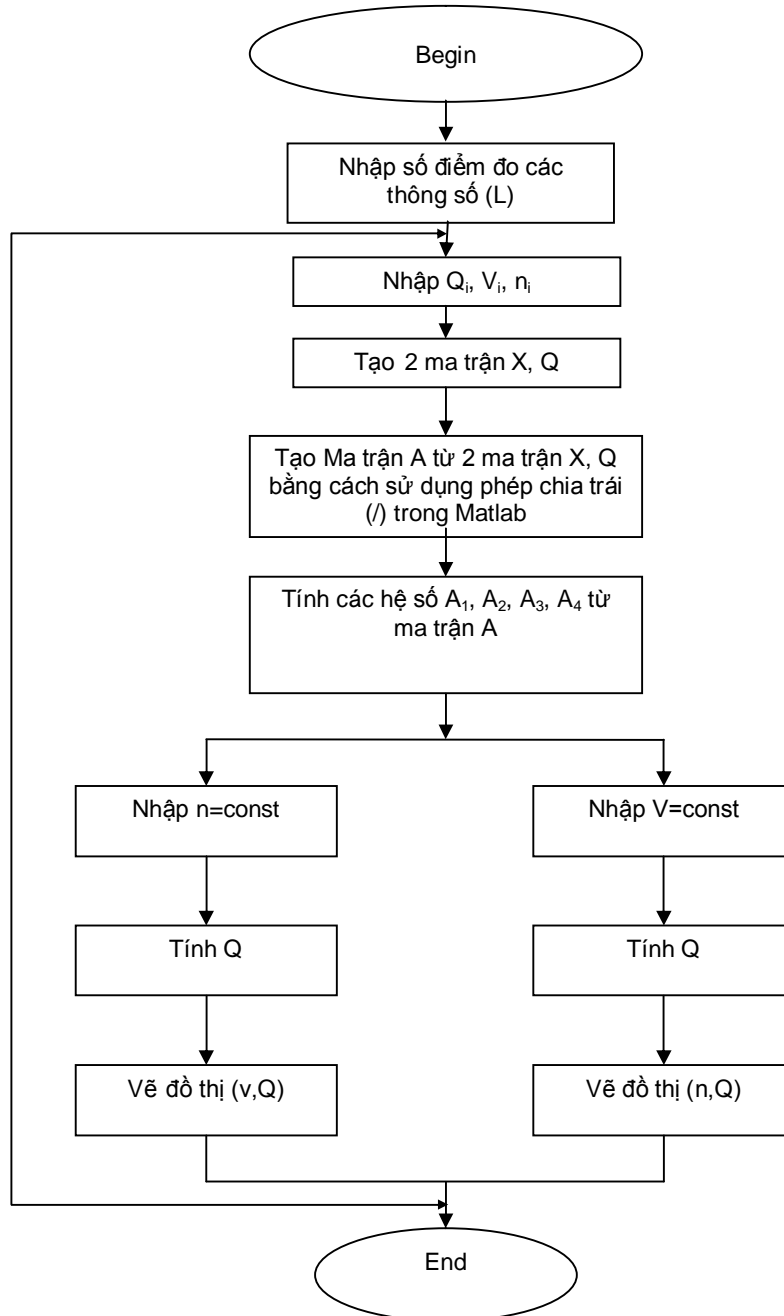 Begin
Nhập số điểm đo các
thông số (L)
Nhập Qᵢ, Vᵢ, nᵢ
Tạo 2 ma trận X, Q
Tạo Ma trận A từ 2 ma trận X, Q
bằng cách sử dụng phép chia trái
(/) trong Matlab
Tính các hệ số A₁, A₂, A₃, A₄ từ
ma trận A
Nhập n=const
Nhập V=const
Tính Q
Tính Q
Vẽ đồ thị (v,Q)
Vẽ đồ thị (n,Q)
End